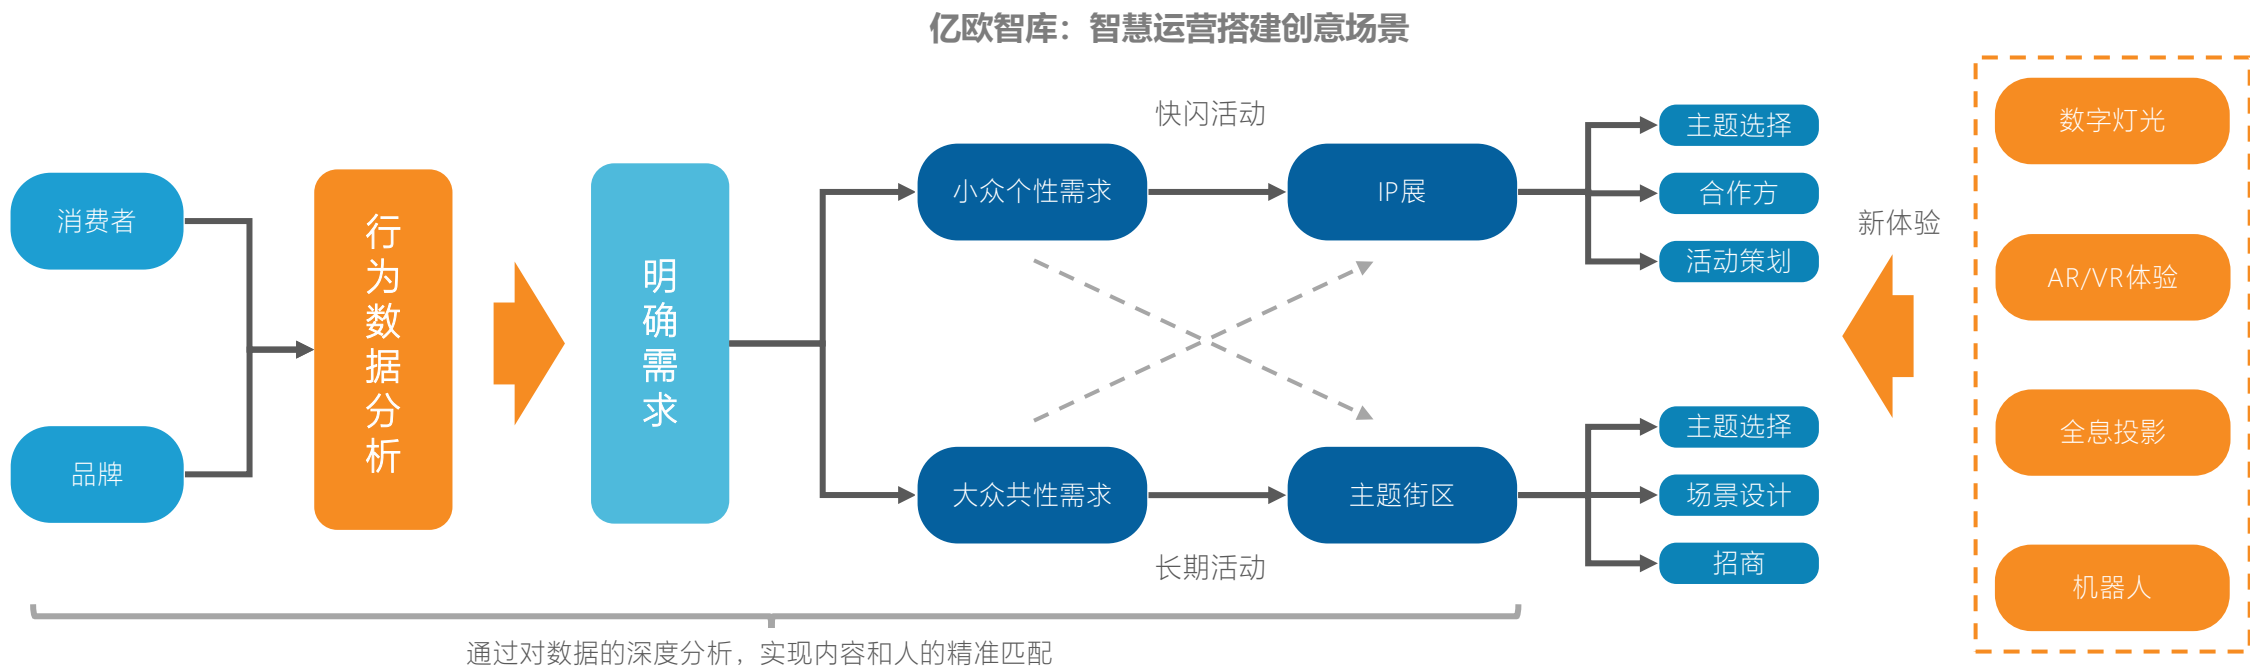 亿欧智库：智慧运营搭建创意场景
消费者
品牌
行为数据分析
明确需求
快闪活动
小众个性需求
IP展
主题选择
合作方
活动策划
大众共性需求
主题街区
长期活动
主题选择
场景设计
招商
新体验
数字灯光
AR/VR体验
全息投影
机器人
通过对数据的深度分析，实现内容和人的精准匹配